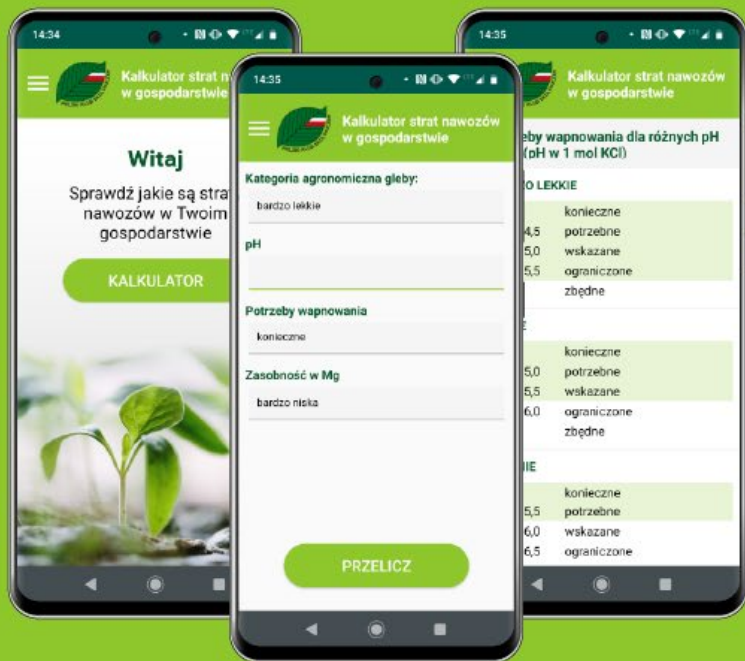 14:34
Kalkulator strat
w gospodarstwie
Witaj
Sprawdź jakie są
nawozów w Twoim
gospodarstwie
KALKULATOR
14:35
Kalkulator strat nawozów
w gospodarstwie
Kategoria agronomiczna gleby:
bardzo lekkie
pH
Potrzeby wapnowania
konieczne
Zasobność w Mg
bardzo niska
PRZELICZ
14:35
Kalkulator strat nawozów
w gospodarstwie
wapnowania dla różnych pH
(pH w 1 mol KCl)
LEKKIE
konieczne
4,5 potrzebne
5,0 wskazane
5,5 ograniczone
zbędne
konieczne
5,0 potrzebne
5,5 wskazane
6,0 ograniczone
zbędne
konieczne
5,5 potrzebne
6,0 wskazane
6,5 ograniczone